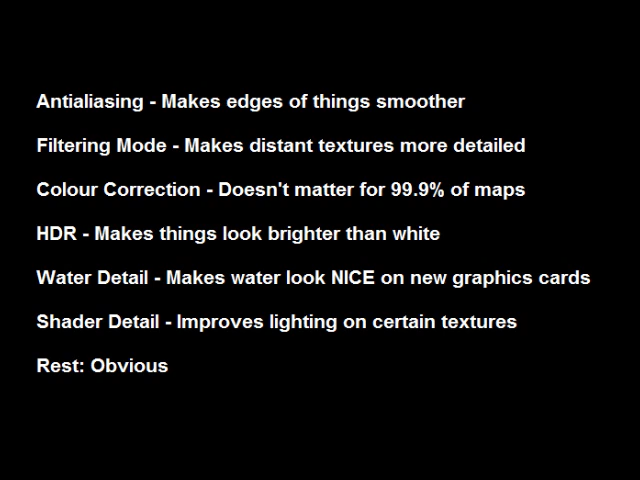 Antialiasing - Makes edges of things smoother
Filtering Mode - Makes distant textures more detailed
Colour Correction - Doesn't matter for 99.9% of maps
HDR - Makes things look brighter than white
Water Detail - Makes water look NICE on new graphics cards
Shader Detail - Improves lighting on certain textures
Rest: Obvious